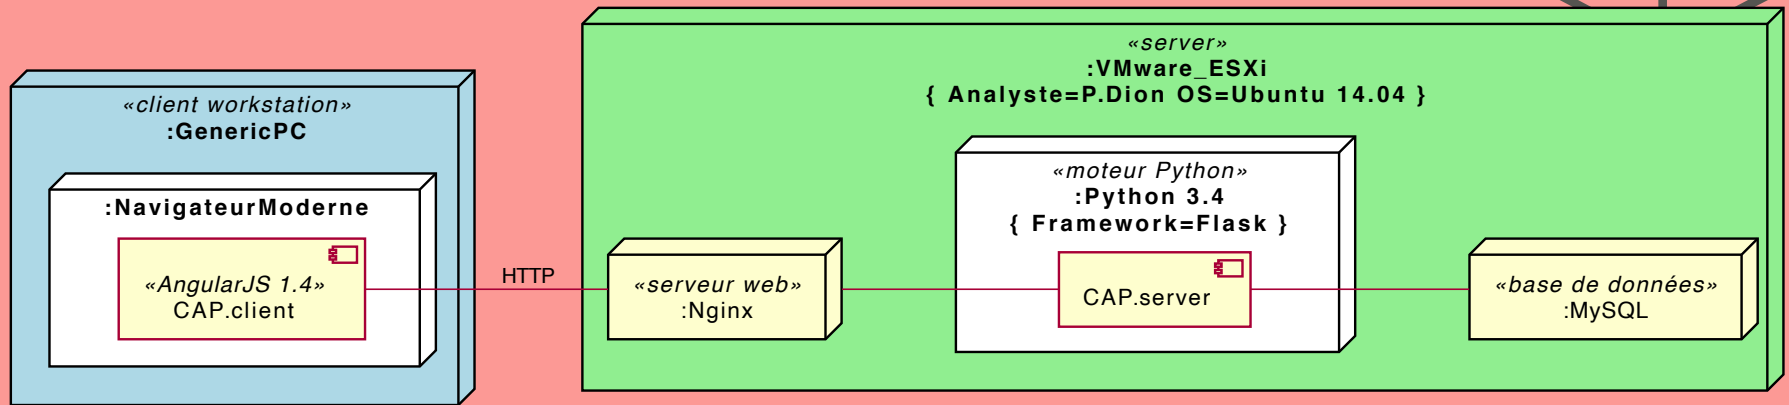 «client workstation»
:GenericPC
:NavigateurModerne
«AngularJS 1.4»
CAP.client
HTTP
«server»
:VMware_ESXi
{ Analyste=P.Dion OS=Ubuntu 14.04 }
«serveur web»
:Nginx
«moteur Python»
:Python 3.4
{ Framework=Flask }
CAP.server
«base de données»
:MySQL